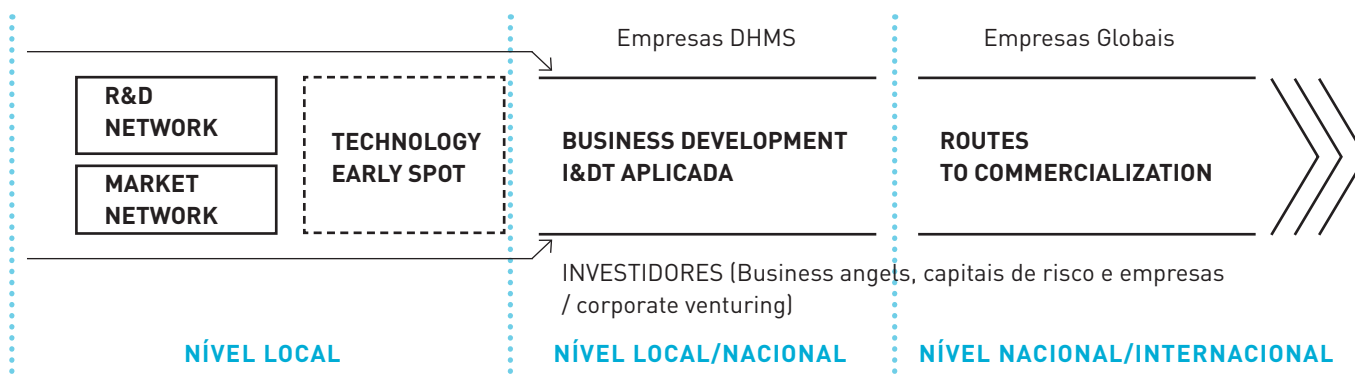 Empresas DHMS
Empresas Globais
R&D
NETWORK
MARKET
NETWORK
TECHNOLOGY
EARLY SPOT
BUSINESS DEVELOPMENT
I&DT APLICADA
ROUTES
TO COMMERCIALIZATION
INVESTIDORES (Business angels, capitais de risco e empresas
/ corporate venturing)
NÍVEL LOCAL
NÍVEL LOCAL/NACIONAL
NÍVEL NACIONAL/INTERNACIONAL